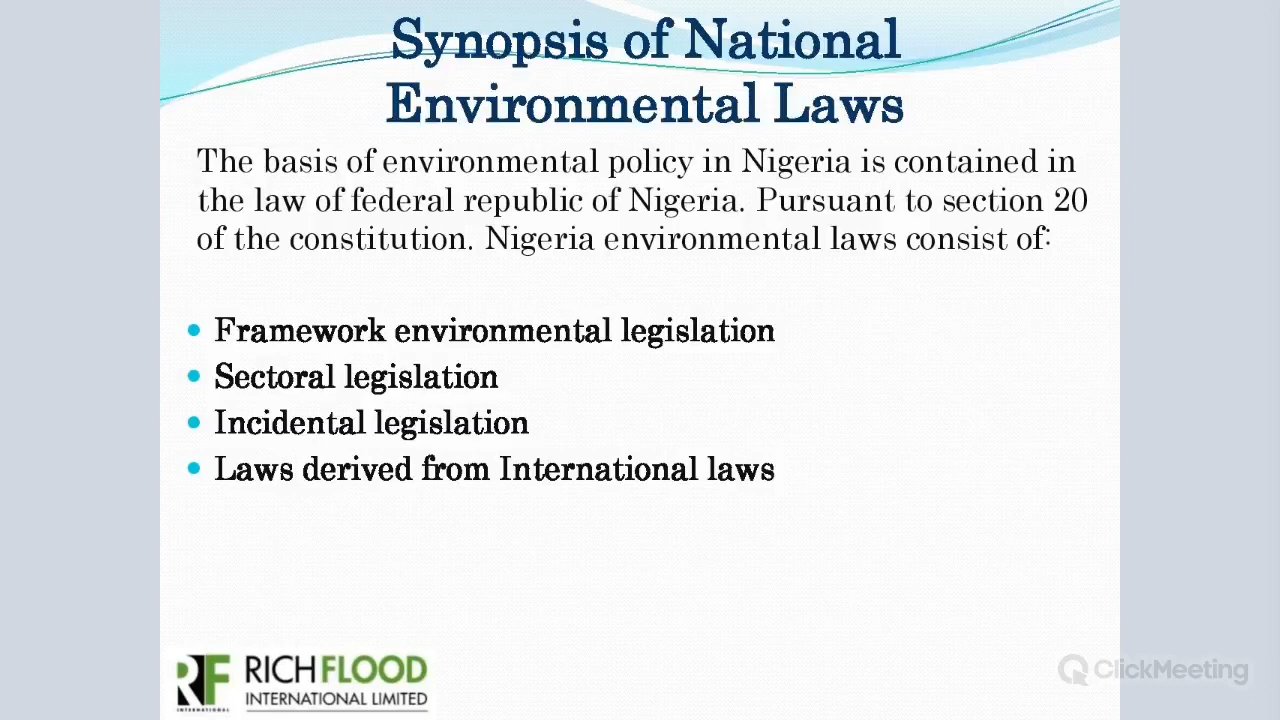 Synopsis of National
Environmental Laws
The basis of environmental policy in Nigeria is contained in
the law of federal republic of Nigeria. Pursuant to section 20
of the constitution. Nigeria environmental laws consist of:
• Framework environmental legislation
• Sectoral legislation
• Incidental legislation
• Laws derived from International laws
RF
INTERNATIONAL
RICHFLOOD
INTERNATIONAL LIMITED
ClickMeeting